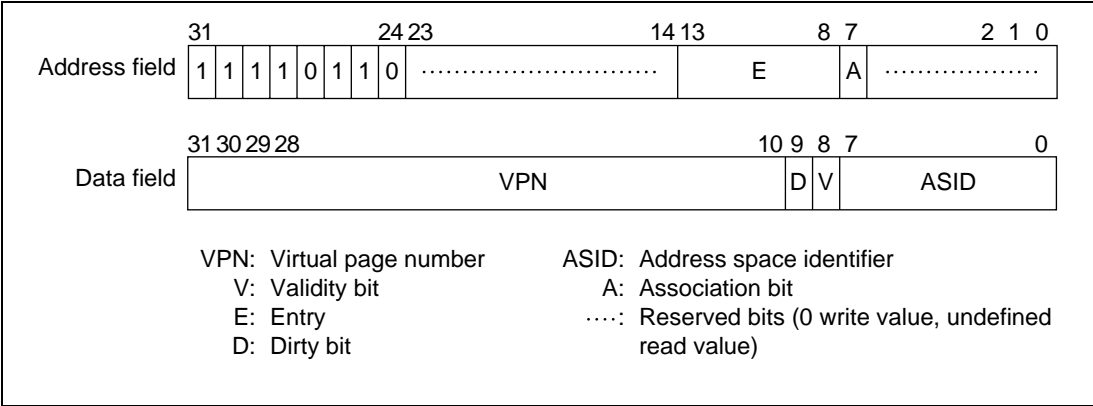 31 24 23 14 13 8 7 2 1 0
Address field 1 1 1 1 0 1 1 0 ............................. E A ...................
31 30 29 28 10 9 8 7 0
Data field VPN D V ASID
VPN: Virtual page number ASID: Address space identifier
V: Validity bit A: Association bit
E: Entry ····: Reserved bits (0 write value, undefined
D: Dirty bit read value)